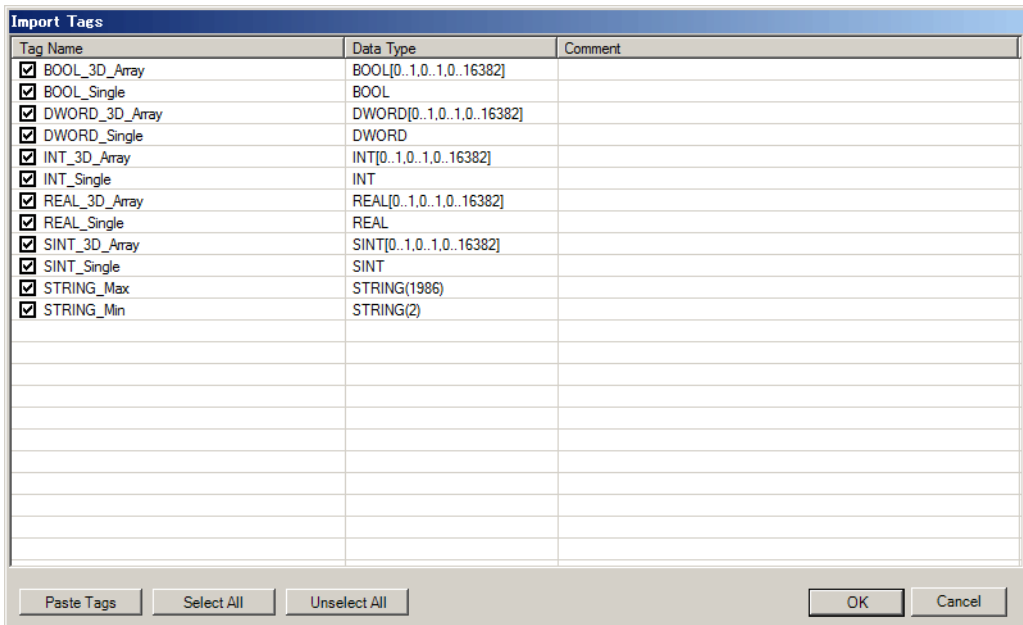 Import Tags
Tag Name Data Type Comment
BOOL_3D_Array BOOL[0..1,0..1,0..16382]
BOOL_Single BOOL
DWORD_3D_Array DWORD[0..1,0..1,0..16382]
DWORD_Single DWORD
INT_3D_Array INT[0..1,0..1,0..16382]
INT_Single INT
REAL_3D_Array REAL[0..1,0..1,0..16382]
REAL_Single REAL
SINT_3D_Array SINT[0..1,0..1,0..16382]
SINT_Single SINT
STRING_Max STRING(1986)
STRING_Min STRING(2)
Paste Tags Select All Unselect All OK Cancel